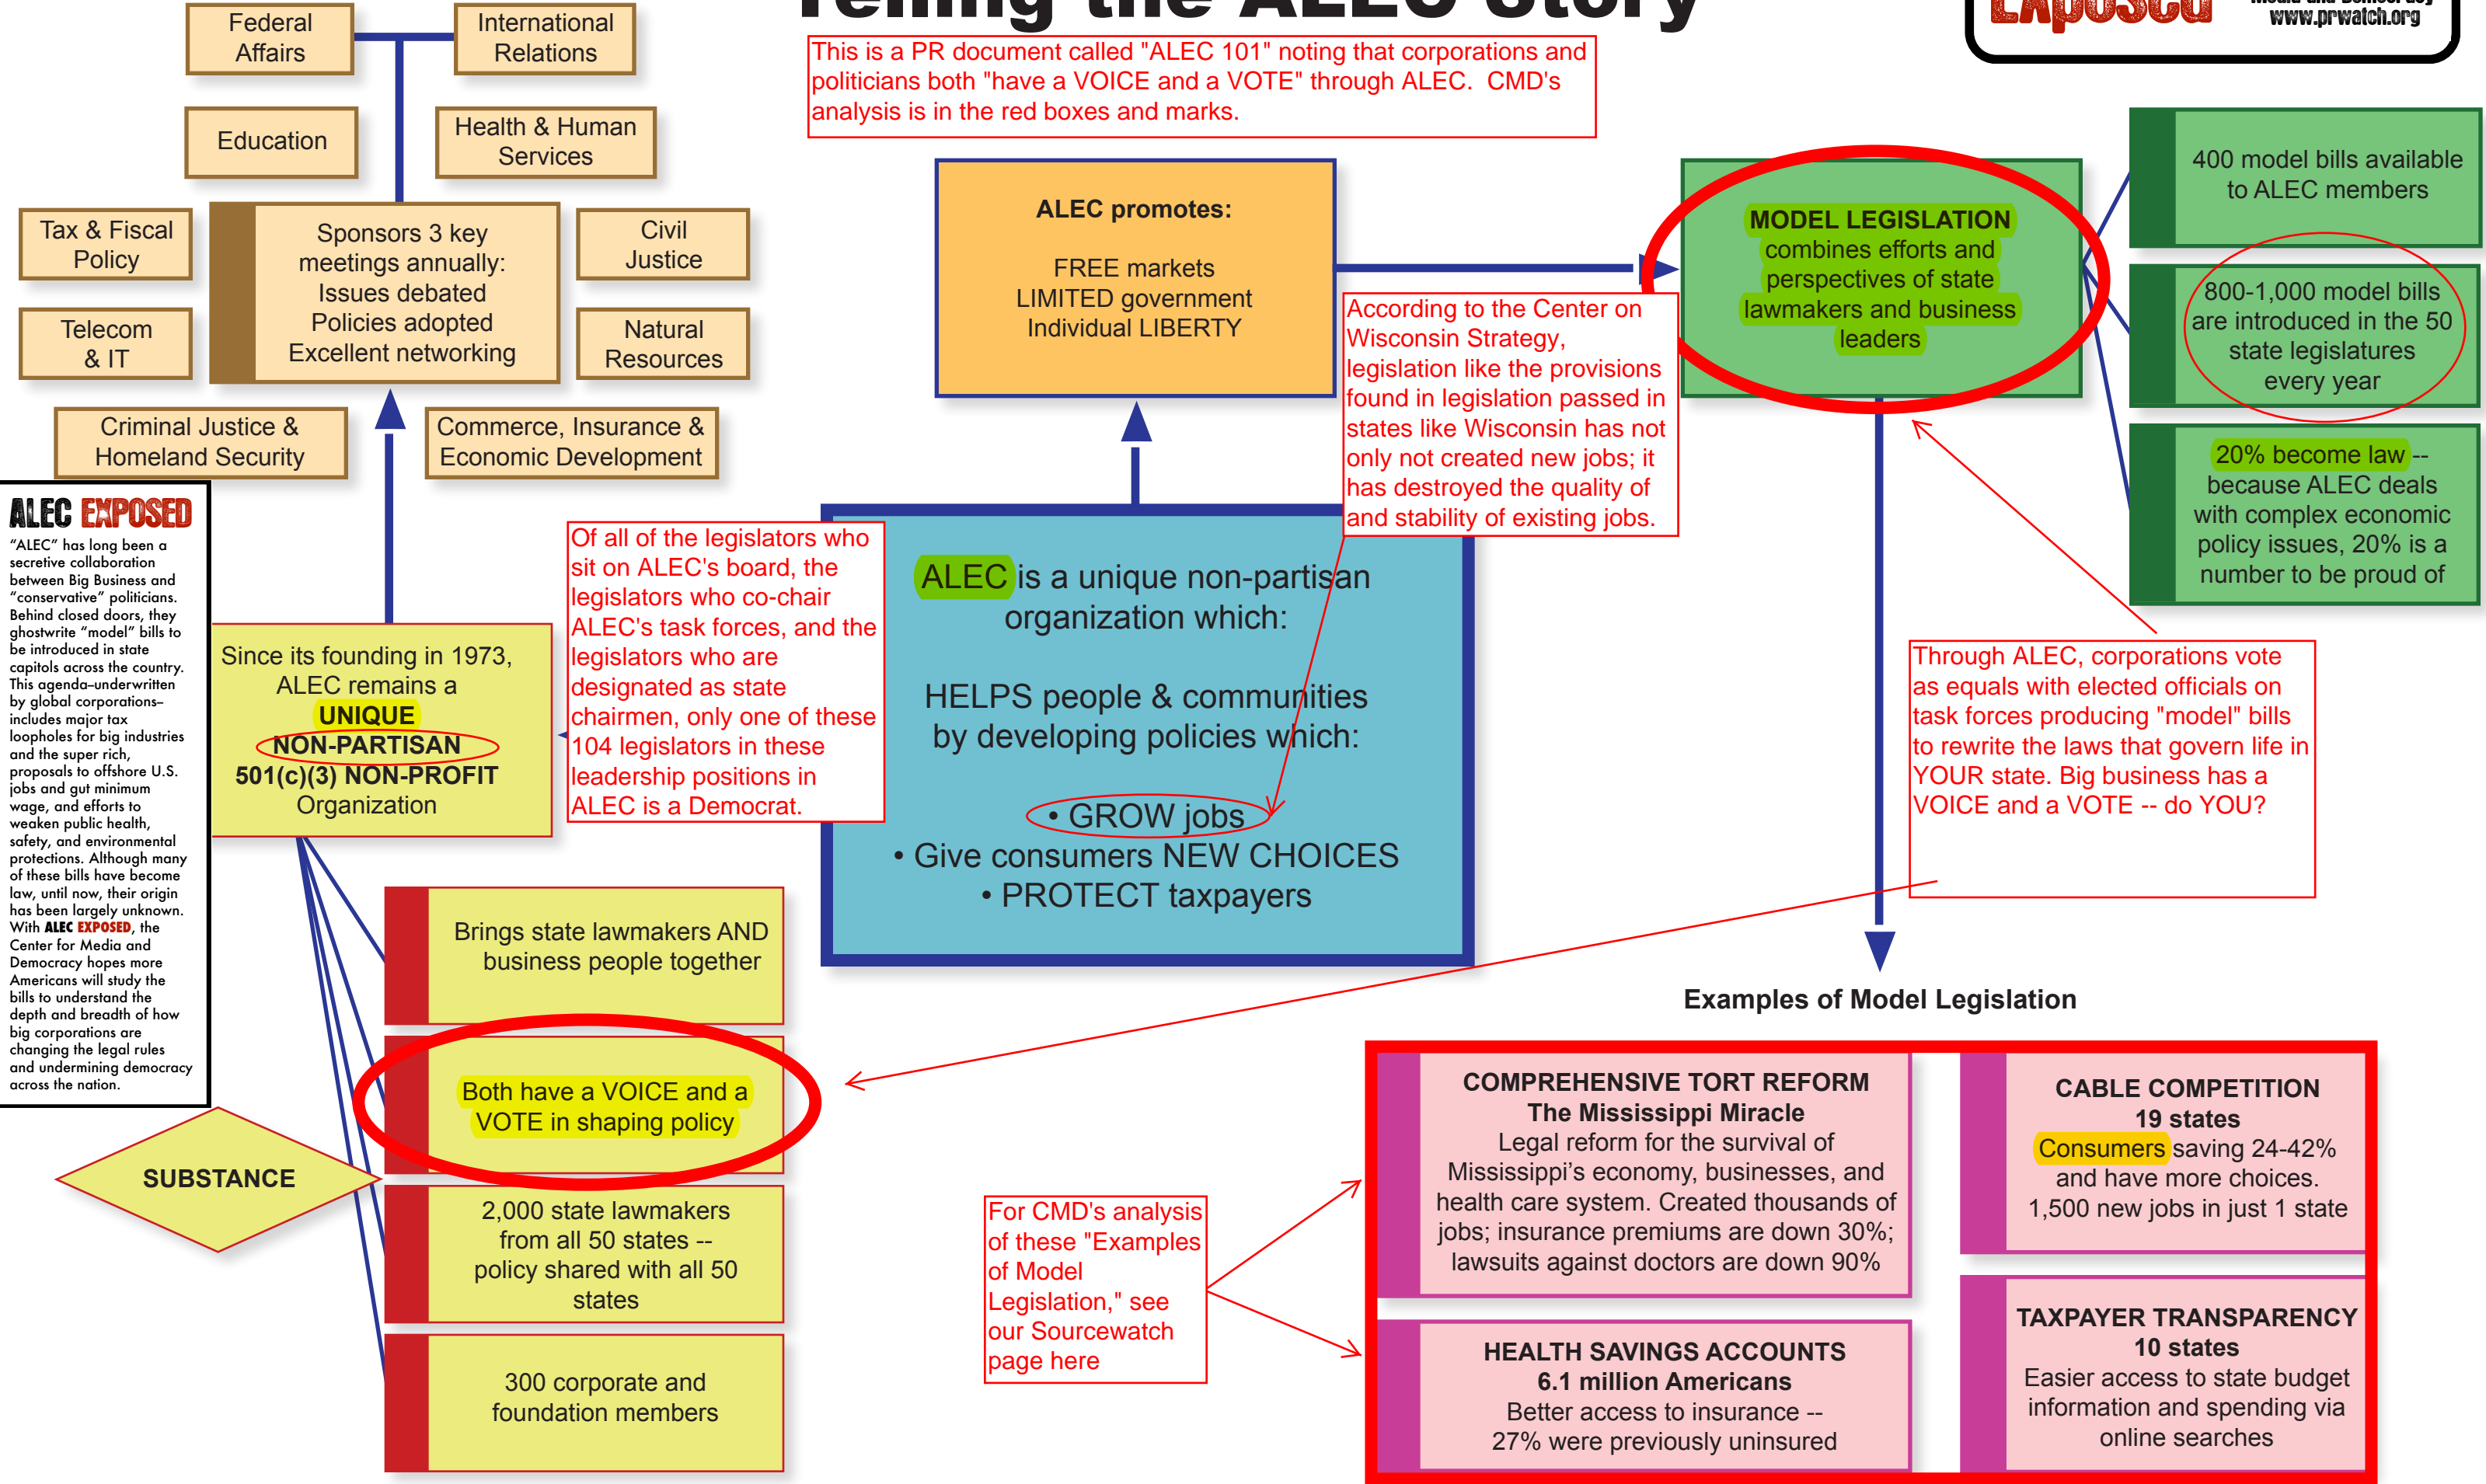 Telling the ALEC Story
EXposed
Media and Democracy
www.prwatch.org
This is a PR document called "ALEC 101" noting that corporations and
politicians both "have a VOICE and a VOTE" through ALEC.  CMD's
analysis is in the red boxes and marks.
Federal
Affairs
International
Relations
Education
Health & Human
Services
Tax & Fiscal
Policy
Sponsors 3 key
meetings annually:
Issues debated
Policies adopted
Excellent networking
Civil
Justice
Telecom
& IT
Natural
Resources
Criminal Justice &
Homeland Security
Commerce, Insurance &
Economic Development
ALEC promotes:
FREE markets
LIMITED government
Individual LIBERTY
MODEL LEGISLATION
combines efforts and
perspectives of state
lawmakers and business
leaders
400 model bills available
to ALEC members
800-1,000 model bills
are introduced in the 50
state legislatures
every year
20% become law --
because ALEC deals
with complex economic
policy issues, 20% is a
number to be proud of
According to the Center on
Wisconsin Strategy,
legislation like the provisions
found in legislation passed in
states like Wisconsin has not
only not created new jobs; it
has destroyed the quality of
and stability of existing jobs.
ALEC EXPOSED
"ALEC" has long been a
secretive collaboration
between Big Business and
"conservative" politicians.
Behind closed doors, they
ghostwrite "model" bills to
be introduced in state
capitols across the country.
This agenda–underwritten
by global corporations–
includes major tax
loopholes for big industries
and the super rich,
proposals to offshore U.S.
jobs and gut minimum
wage, and efforts to
weaken public health,
safety, and environmental
protections. Although many
of these bills have become
law, until now, their origin
has been largely unknown.
With ALEC EXPOSED, the
Center for Media and
Democracy hopes more
Americans will study the
bills to understand the
depth and breadth of how
big corporations are
changing the legal rules
and undermining democracy
across the nation.
Since its founding in 1973,
ALEC remains a
UNIQUE
NON-PARTISAN
501(c)(3) NON-PROFIT
Organization
Of all of the legislators who
sit on ALEC's board, the
legislators who co-chair
ALEC's task forces, and the
legislators who are
designated as state
chairmen, only one of these
104 legislators in these
leadership positions in
ALEC is a Democrat.
ALEC is a unique non-partisan
organization which:
HELPS people & communities
by developing policies which:
• GROW jobs
• Give consumers NEW CHOICES
• PROTECT taxpayers
Through ALEC, corporations vote
as equals with elected officials on
task forces producing "model" bills
to rewrite the laws that govern life in
YOUR state. Big business has a
VOICE and a VOTE -- do YOU?
Brings state lawmakers AND
business people together
Both have a VOICE and a
VOTE in shaping policy
SUBSTANCE
2,000 state lawmakers
from all 50 states --
policy shared with all 50
states
300 corporate and
foundation members
Examples of Model Legislation
For CMD's analysis
of these "Examples
of Model
Legislation," see
our Sourcewatch
page here
COMPREHENSIVE TORT REFORM
The Mississippi Miracle
Legal reform for the survival of
Mississippi's economy, businesses, and
health care system. Created thousands of
jobs; insurance premiums are down 30%;
lawsuits against doctors are down 90%
CABLE COMPETITION
19 states
Consumers saving 24-42%
and have more choices.
1,500 new jobs in just 1 state
HEALTH SAVINGS ACCOUNTS
6.1 million Americans
Better access to insurance --
27% were previously uninsured
TAXPAYER TRANSPARENCY
10 states
Easier access to state budget
information and spending via
online searches